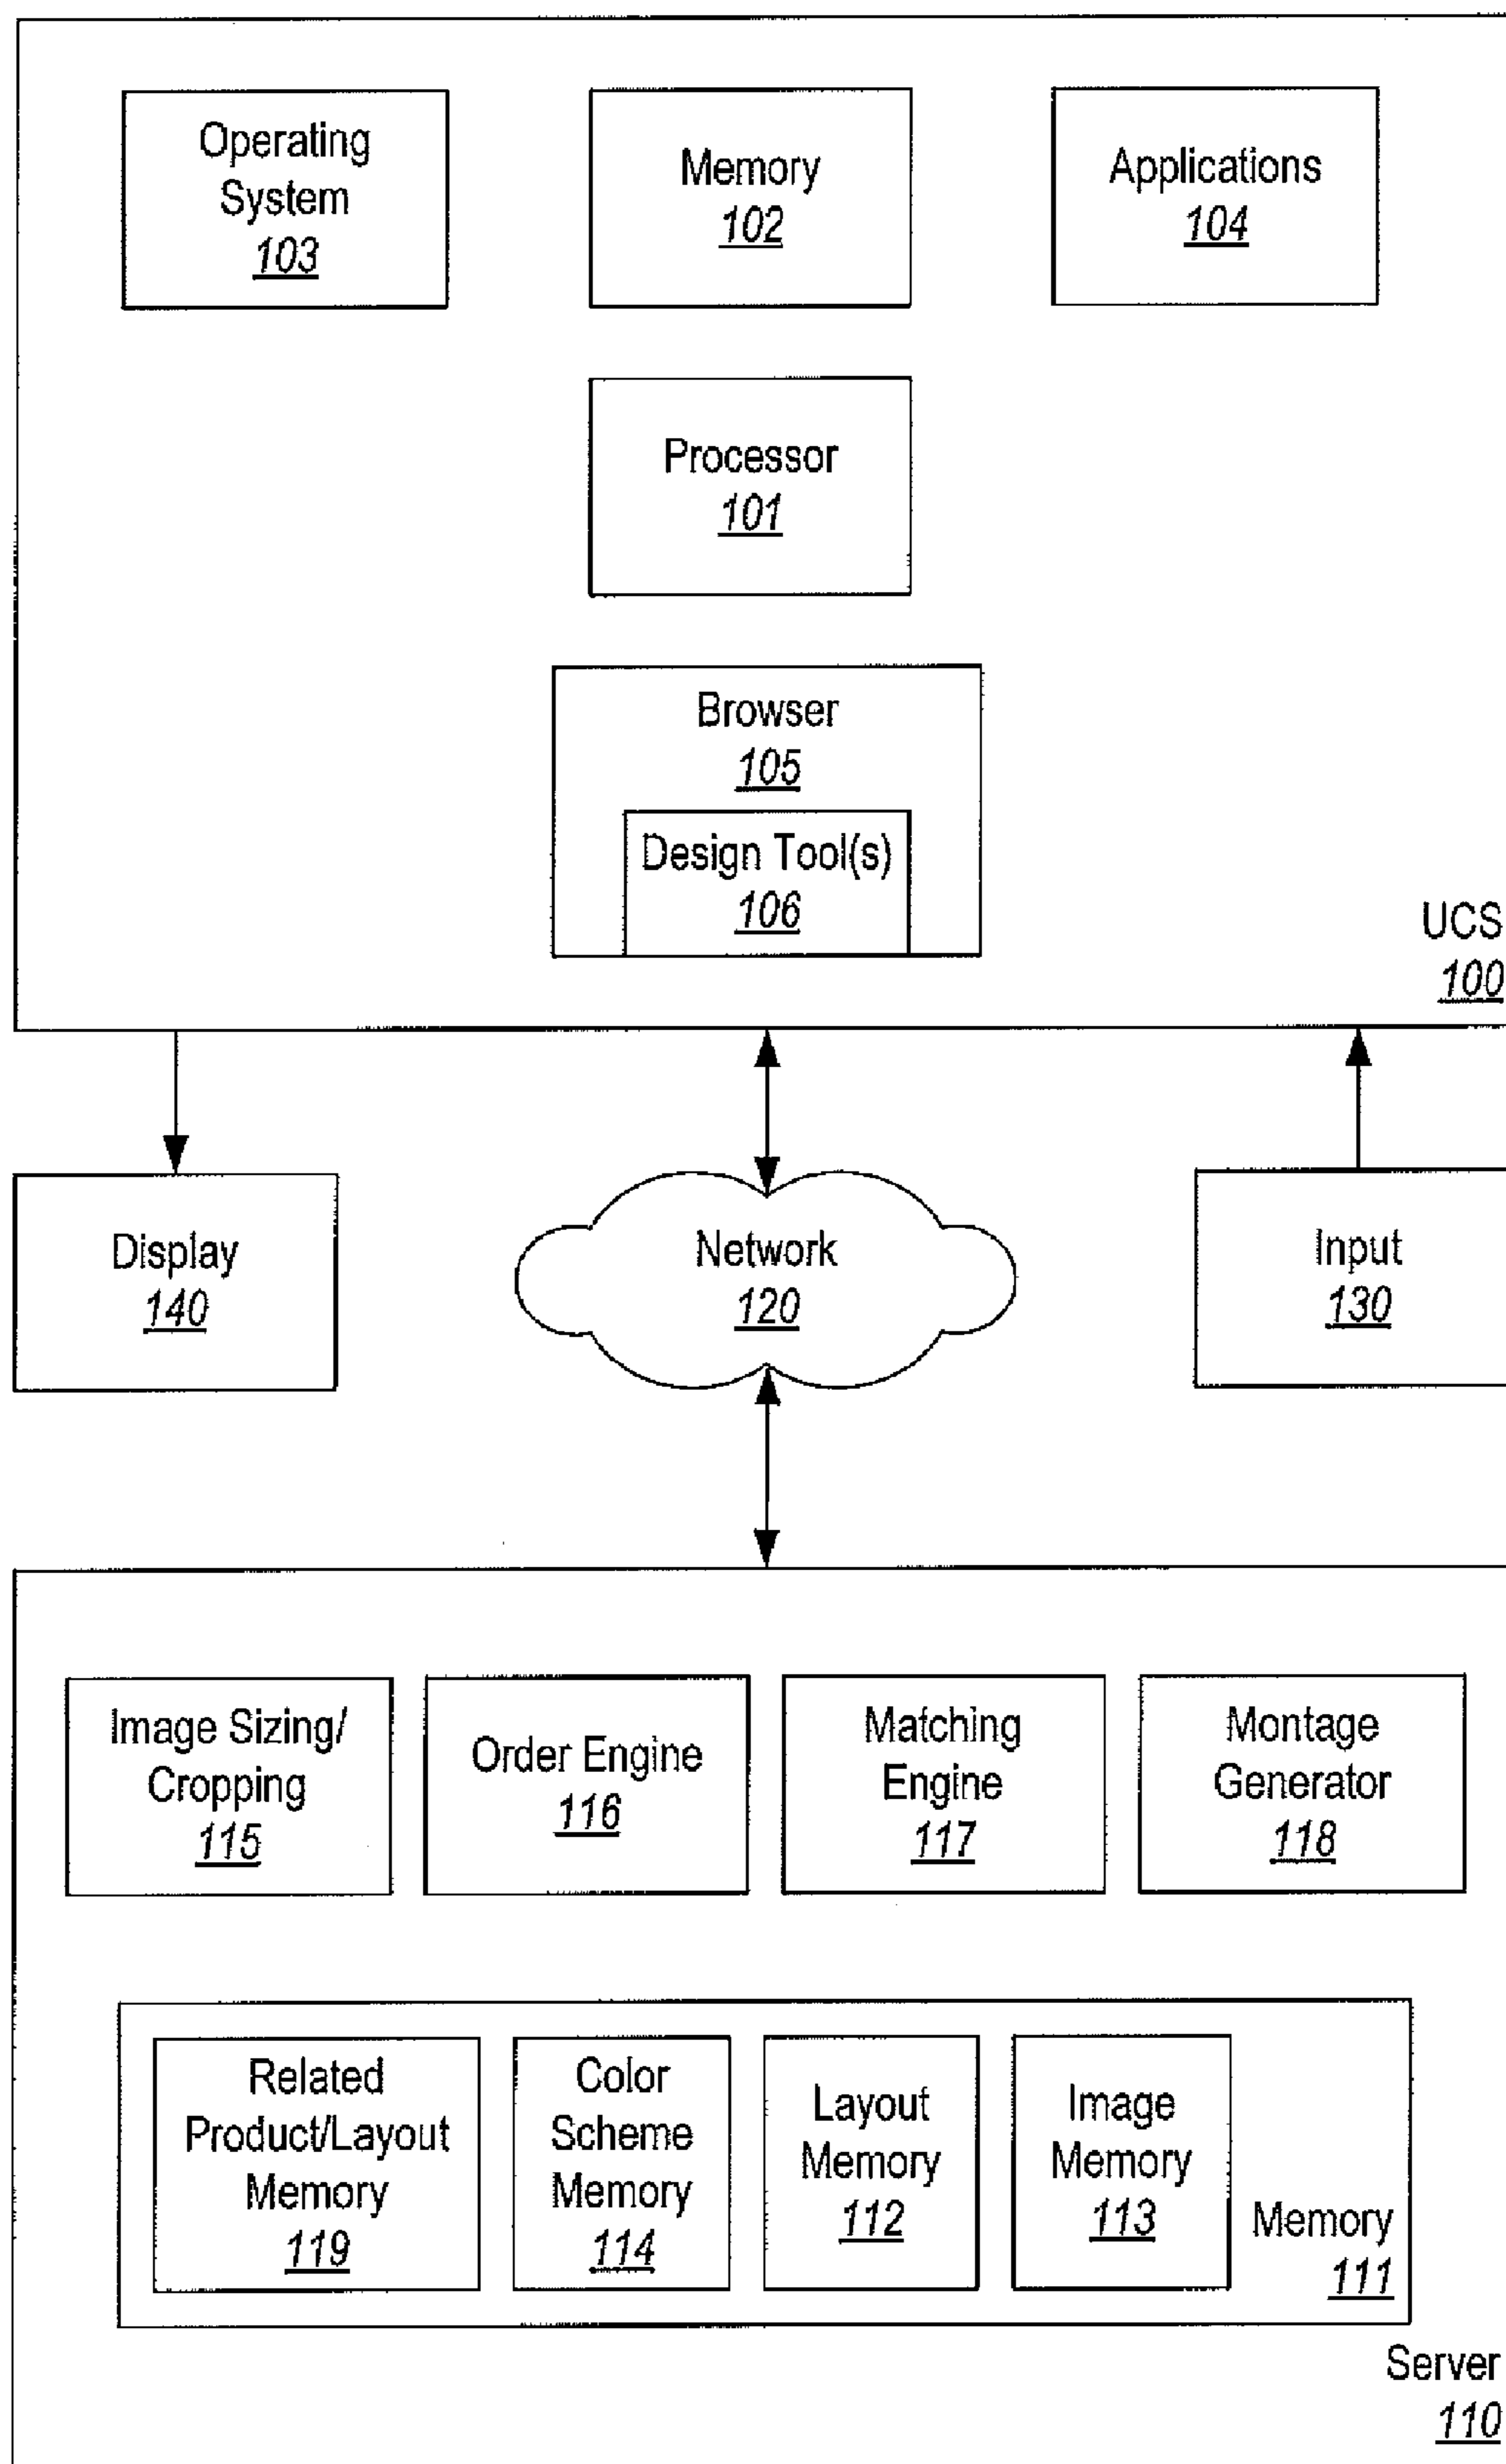 Operating
System
103
Memory
102
Applications
104
Processor
101
Browser
105
Design Tool(s)
106
UCS
100
Display
140
Network
120
Input
130
Image Sizing/
Cropping
115
Order Engine
116
Matching
Engine
117
Montage
Generator
118
Related
Product/Layout
Memory
119
Color
Scheme
Memory
114
Layout
Memory
112
Image
Memory
113
Memory
111
Server
110